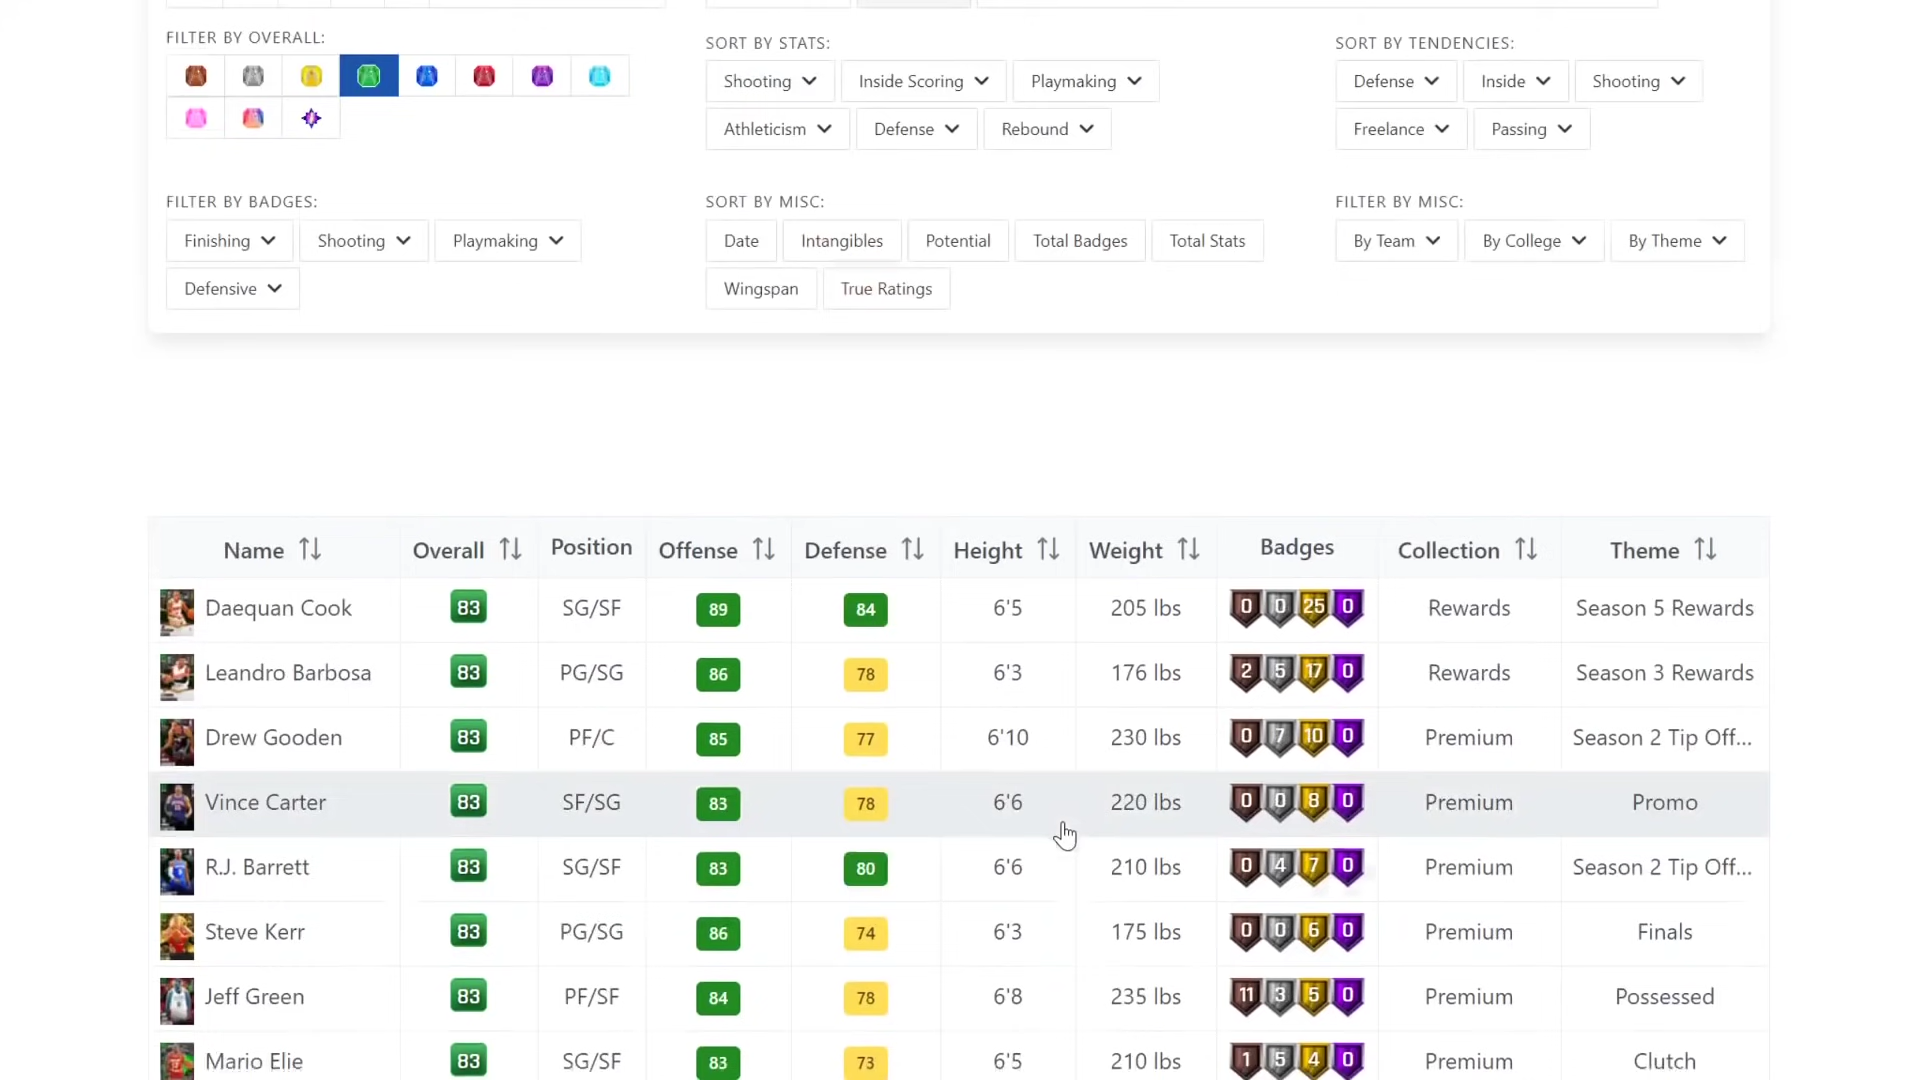 FILTER BY OVERALL:
SORT BY STATS:
SORT BY TENDENCIES:
Shooting Inside Scoring Playmaking
Defense Inside Shooting
Athleticism Defense Rebound
Freelance Passing
FILTER BY BADGES:
SORT BY MISC:
FILTER BY MISC:
Finishing Shooting Playmaking
Date Intangibles Potential Total Badges Total Stats
By Team By College By Theme
Defensive
Wingspan True Ratings
Name Overall Position Offense Defense Height Weight Badges Collection Theme
Daequan Cook 83 SG/SF 89 84 6'5 205 lbs 0 0 25 0 Rewards Season 5 Rewards
Leandro Barbosa 83 PG/SG 86 78 6'3 176 lbs 2 5 17 0 Rewards Season 3 Rewards
Drew Gooden 83 PF/C 85 77 6'10 230 lbs 0 7 10 0 Premium Season 2 Tip Off...
Vince Carter 83 SF/SG 83 78 6'6 220 lbs 0 0 8 0 Premium Promo
R.J. Barrett 83 SG/SF 83 80 6'6 210 lbs 0 4 7 0 Premium Season 2 Tip Off...
Steve Kerr 83 PG/SG 86 74 6'3 175 lbs 0 0 6 0 Premium Finals
Jeff Green 83 PF/SF 84 78 6'8 235 lbs 11 3 5 0 Premium Possessed
Mario Elie 83 SG/SF 83 73 6'5 210 lbs 1 5 4 0 Premium Clutch